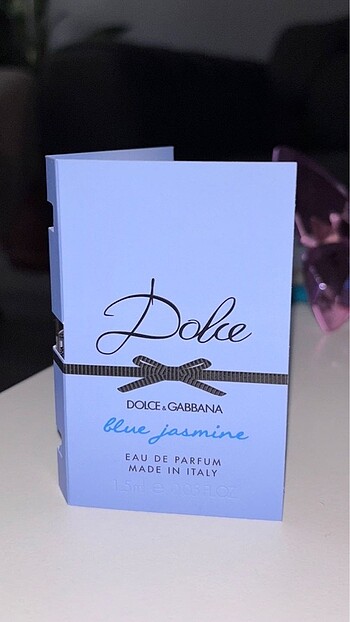 Dolce
DOLCE & GABBANA
blue jasmine
EAU DE PARFUM
MADE IN ITALY